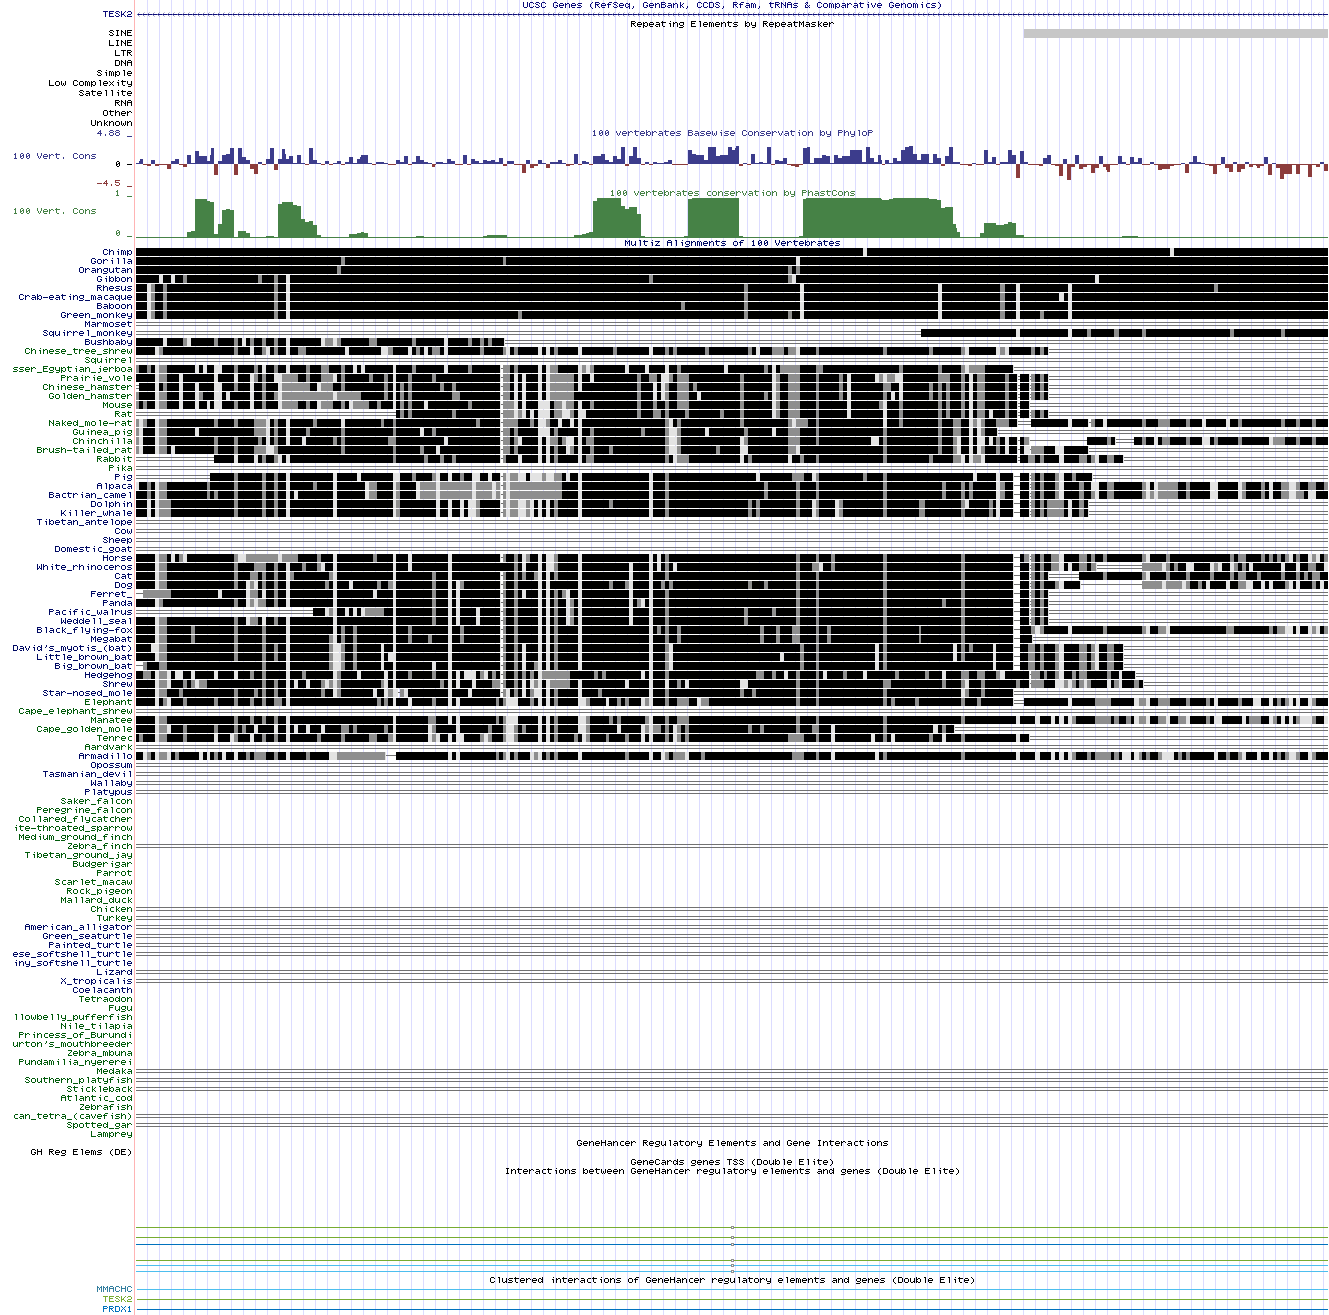 UCSC Genes (RefSeq, GenBank, CCDS, Rfam, tRNAs & Comparative Genomics)
TESK2
Repeating Elements by RepeatMasker
SINE
LINE
LTR
DNA
Simple
Low Complexity
Satellite
RNA
Other
Unknown
100 vertebrates Basewise Conservation by PhyloP
4.88 _
100 Vert. Cons
0 _
-4.5 _
100 vertebrates conservation by PhastCons
1 _
100 Vert. Cons
0 _
Multiz Alignments of 100 Vertebrates
Chimp
Gorilla
Orangutan
Gibbon
Rhesus
Crab-eating_macaque
Baboon
Green_monkey
Marmoset
Squirrel_monkey
Bushbaby
Chinese_tree_shrew
Squirrel
sser_Egyptian_jerboa
Prairie_vole
Chinese_hamster
Golden_hamster
Mouse
Rat
Naked_mole-rat
Guinea_pig
Chinchilla
Brush-tailed_rat
Rabbit
Pika
Pig
Alpaca
Bactrian_camel
Dolphin
Killer_whale
Tibetan_antelope
Cow
Sheep
Domestic_goat
Horse
White_rhinoceros
Cat
Dog
Ferret_
Panda
Pacific_walrus
Weddell_seal
Black_flying-fox
Megabat
David's_myotis_(bat)
Little_brown_bat
Big_brown_bat
Hedgehog
Shrew
Star-nosed_mole
Elephant
Cape_elephant_shrew
Manatee
Cape_golden_mole
Tenrec
Aardvark
Armadillo
Opossum
Tasmanian_devil
Wallaby
Platypus
Saker_falcon
Peregrine_falcon
Collared_flycatcher
ite-throated_sparrow
Medium_ground_finch
Zebra_finch
Tibetan_ground_jay
Budgerigar
Parrot
Scarlet_macaw
Rock_pigeon
Mallard_duck
Chicken
Turkey
American_alligator
Green_seaturtle
Painted_turtle
ese_softshell_turtle
iny_softshell_turtle
Lizard
X_tropicalis
Coelacanth
Tetraodon
Fugu
llowbelly_pufferfish
Nile_tilapia
Princess_of_Burundi
urton's_mouthbreeder
Zebra_mbuna
Pundamilia_nyererei
Medaka
Southern_platyfish
Stickleback
Atlantic_cod
Zebrafish
can_tetra_(cavefish)
Spotted_gar
Lamprey
GeneHancer Regulatory Elements and Gene Interactions
GH Reg Elems (DE)
GeneCards genes TSS (Double Elite)
Interactions between GeneHancer regulatory elements and genes (Double Elite)
Clustered interactions of GeneHancer regulatory elements and genes (Double Elite)
MMACHC
TESK2
PRDX1